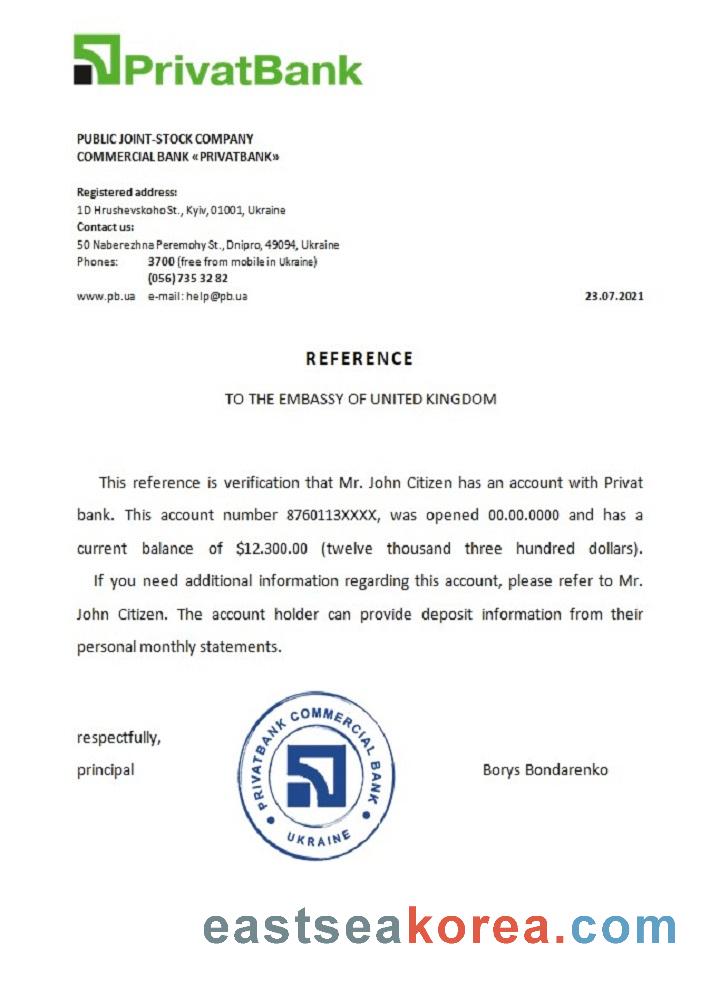 PrivatBank
PUBLIC JOINT-STOCK COMPANY
COMMERCIAL BANK «PRIVATBANK»
Registered address:
1D Hrushevskoho St., Kyiv, 01001, Ukraine
Contact us:
50 Naberezhna Peremohy St., Dnipro, 49094, Ukraine
Phones: 3700 (free from mobile in Ukraine)
(056) 735 32 82
www.pb.ua e-mail: help@pb.ua 23.07.2021
REFERENCE
TO THE EMBASSY OF UNITED KINGDOM
This reference is verification that Mr. John Citizen has an account with Privat
bank. This account number 8760113XXXX, was opened 00.00.0000 and has a
current balance of $12.300.00 (twelve thousand three hundred dollars).
If you need additional information regarding this account, please refer to Mr.
John Citizen. The account holder can provide deposit information from their
personal monthly statements.
respectfully,
principal Borys Bondarenko
PRIVATBANK COMMERCIAL BANK
UKRAINE
eastseakorea.com